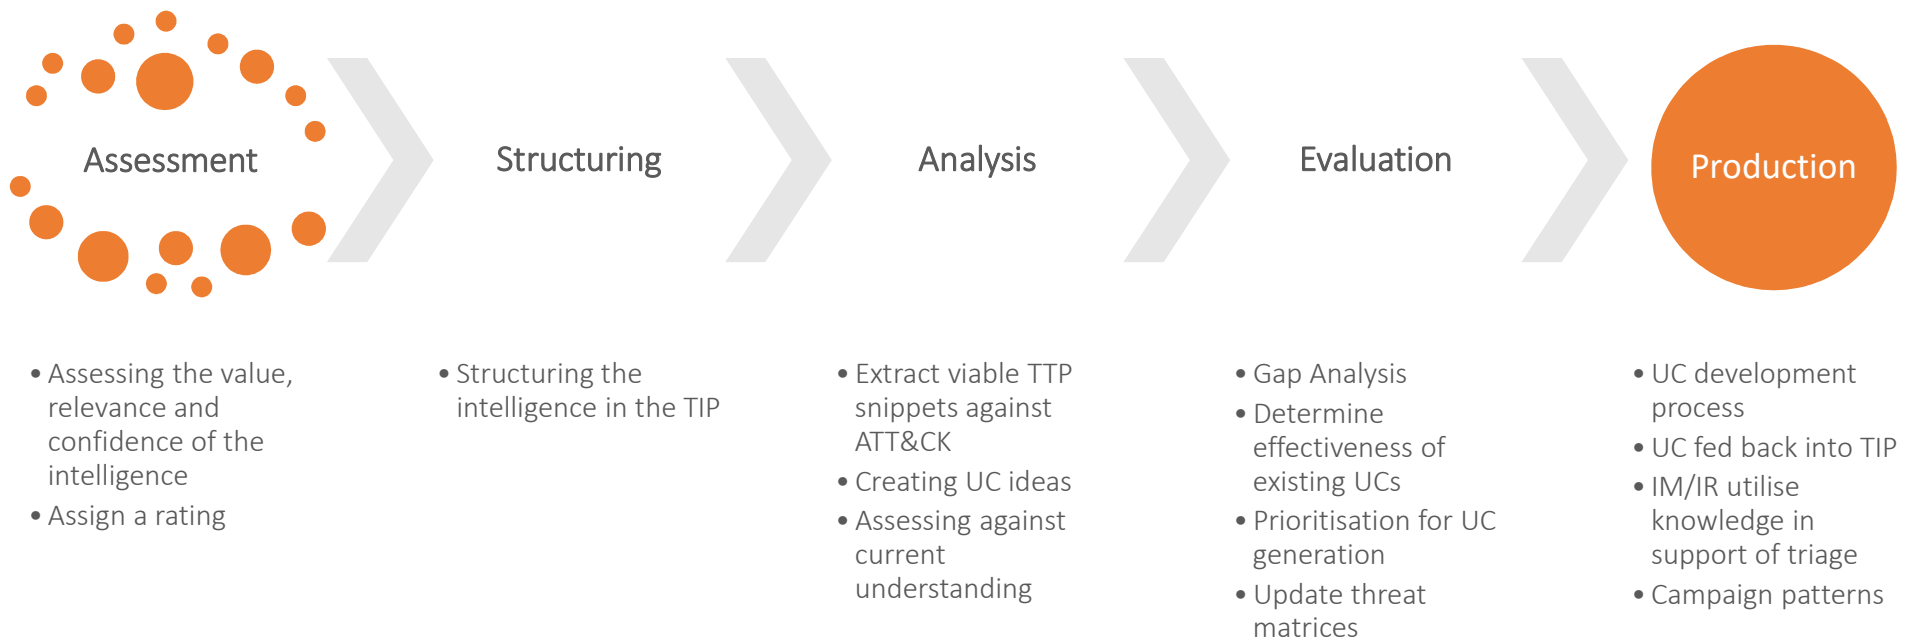 Assessment
Structuring
Analysis
Evaluation
Production
• Assessing the value,
relevance and
confidence of the
intelligence
• Assign a rating
• Structuring the
intelligence in the TIP
• Extract viable TTP
snippets against
ATT&CK
• Creating UC ideas
• Assessing against
current
understanding
• Gap Analysis
• Determine
effectiveness of
existing UCs
• Prioritisation for UC
generation
• Update threat
matrices
• UC development
process
• UC fed back into TIP
• IM/IR utilise
knowledge in
support of triage
• Campaign patterns